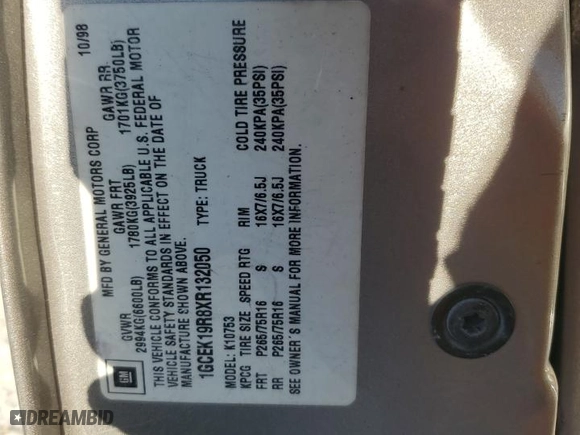 GM
MFD BY GENERAL MOTORS CORP 10/98
GVWR GAWR FRT GAWR RR
2994KG(6600LB) 1780KG(3925LB) 1701KG(3750LB)
THIS VEHICLE CONFORMS TO ALL APPLICABLE U.S. FEDERAL MOTOR
VEHICLE SAFETY STANDARDS IN EFFECT ON THE DATE OF
MANUFACTURE SHOWN ABOVE.
1GCEK19R8XR132050 TYPE: TRUCK
MODEL: K10753
KPCG TIRE SIZE SPEED RTG RIM COLD TIRE PRESSURE
FRT P265/75R16 S 16X7/6.5J 240KPA(35PSI)
RR P265/75R16 S 16X7/6.5J 240KPA(35PSI)
SEE OWNER'S MANUAL FOR MORE INFORMATION.
DREAMBID